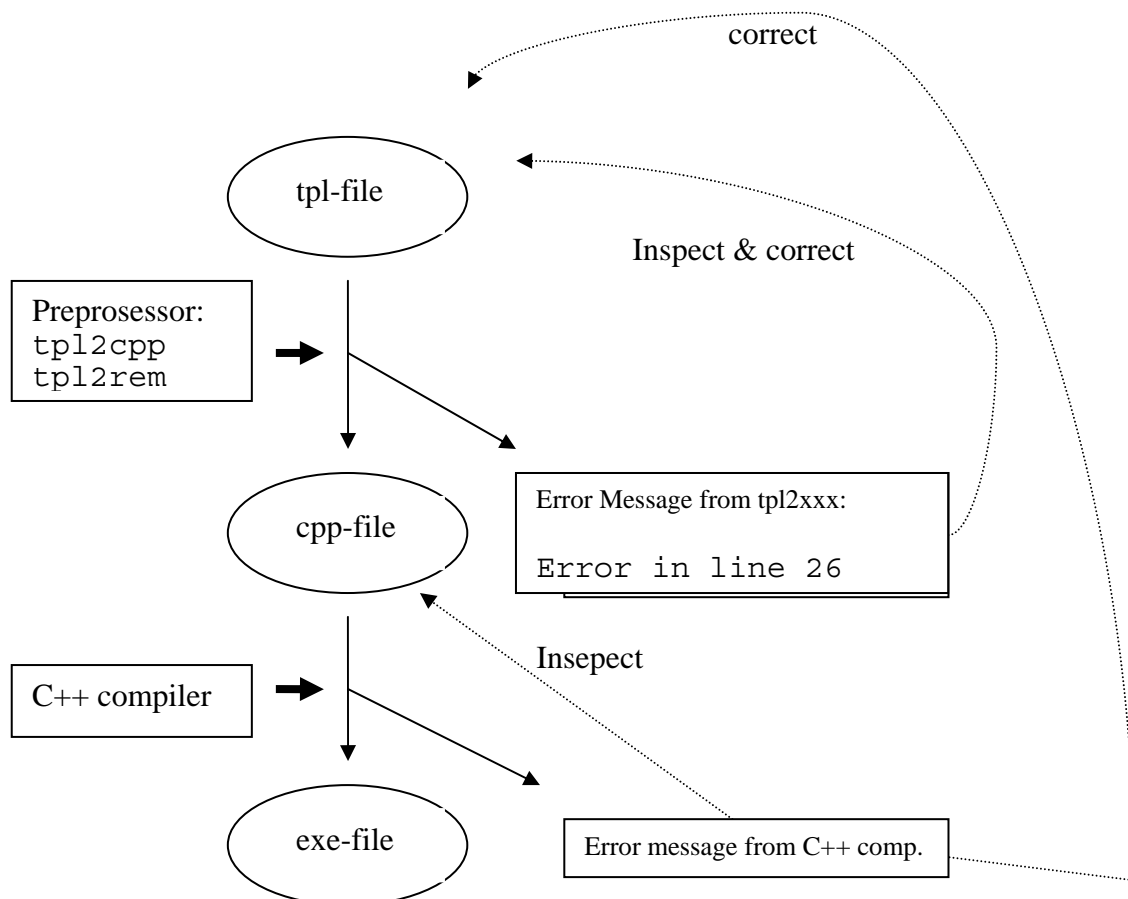 correct
tpl-file
Inspect & correct
Preprosessor:
tpl2cpp
tpl2rem
Error Message from tpl2xxx:
Error in line 26
cpp-file
Insepect
C++ compiler
exe-file
Error message from C++ comp.